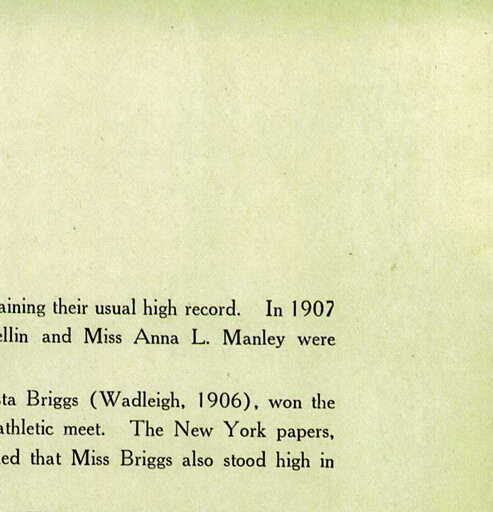 aining their usual high record. In 1907
ellin and Miss Anna L. Manley were
sta Briggs (Wadleigh, 1906), won the
athletic meet. The New York papers,
ed that Miss Briggs also stood high in